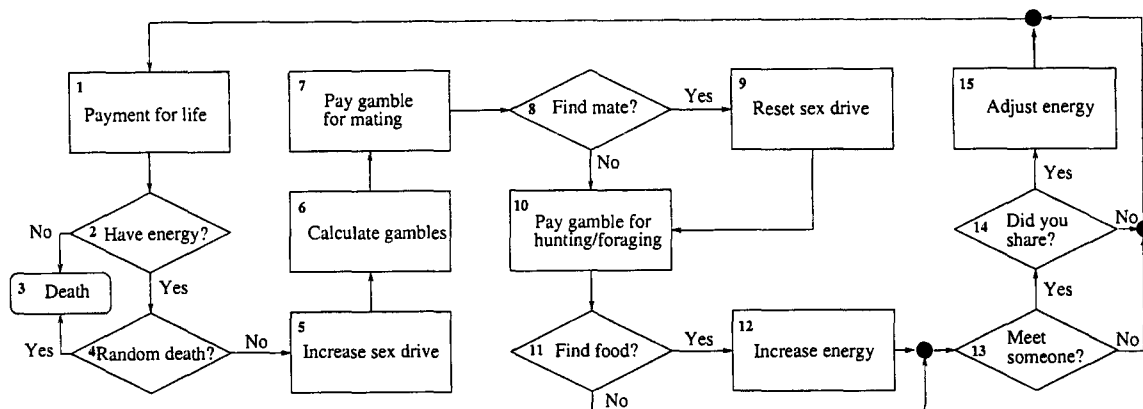 1
Payment for life
2 Have energy?
No
Yes
3 Death
4 Random death?
Yes
No
5
Increase sex drive
6
Calculate gambles
7
Pay gamble
for mating
8 Find mate?
Yes
No
9
Reset sex drive
10
Pay gamble for
hunting/foraging
11 Find food?
Yes
No
12
Increase energy
13 Meet
someone?
Yes
No
14 Did you
share?
Yes
No
15
Adjust energy